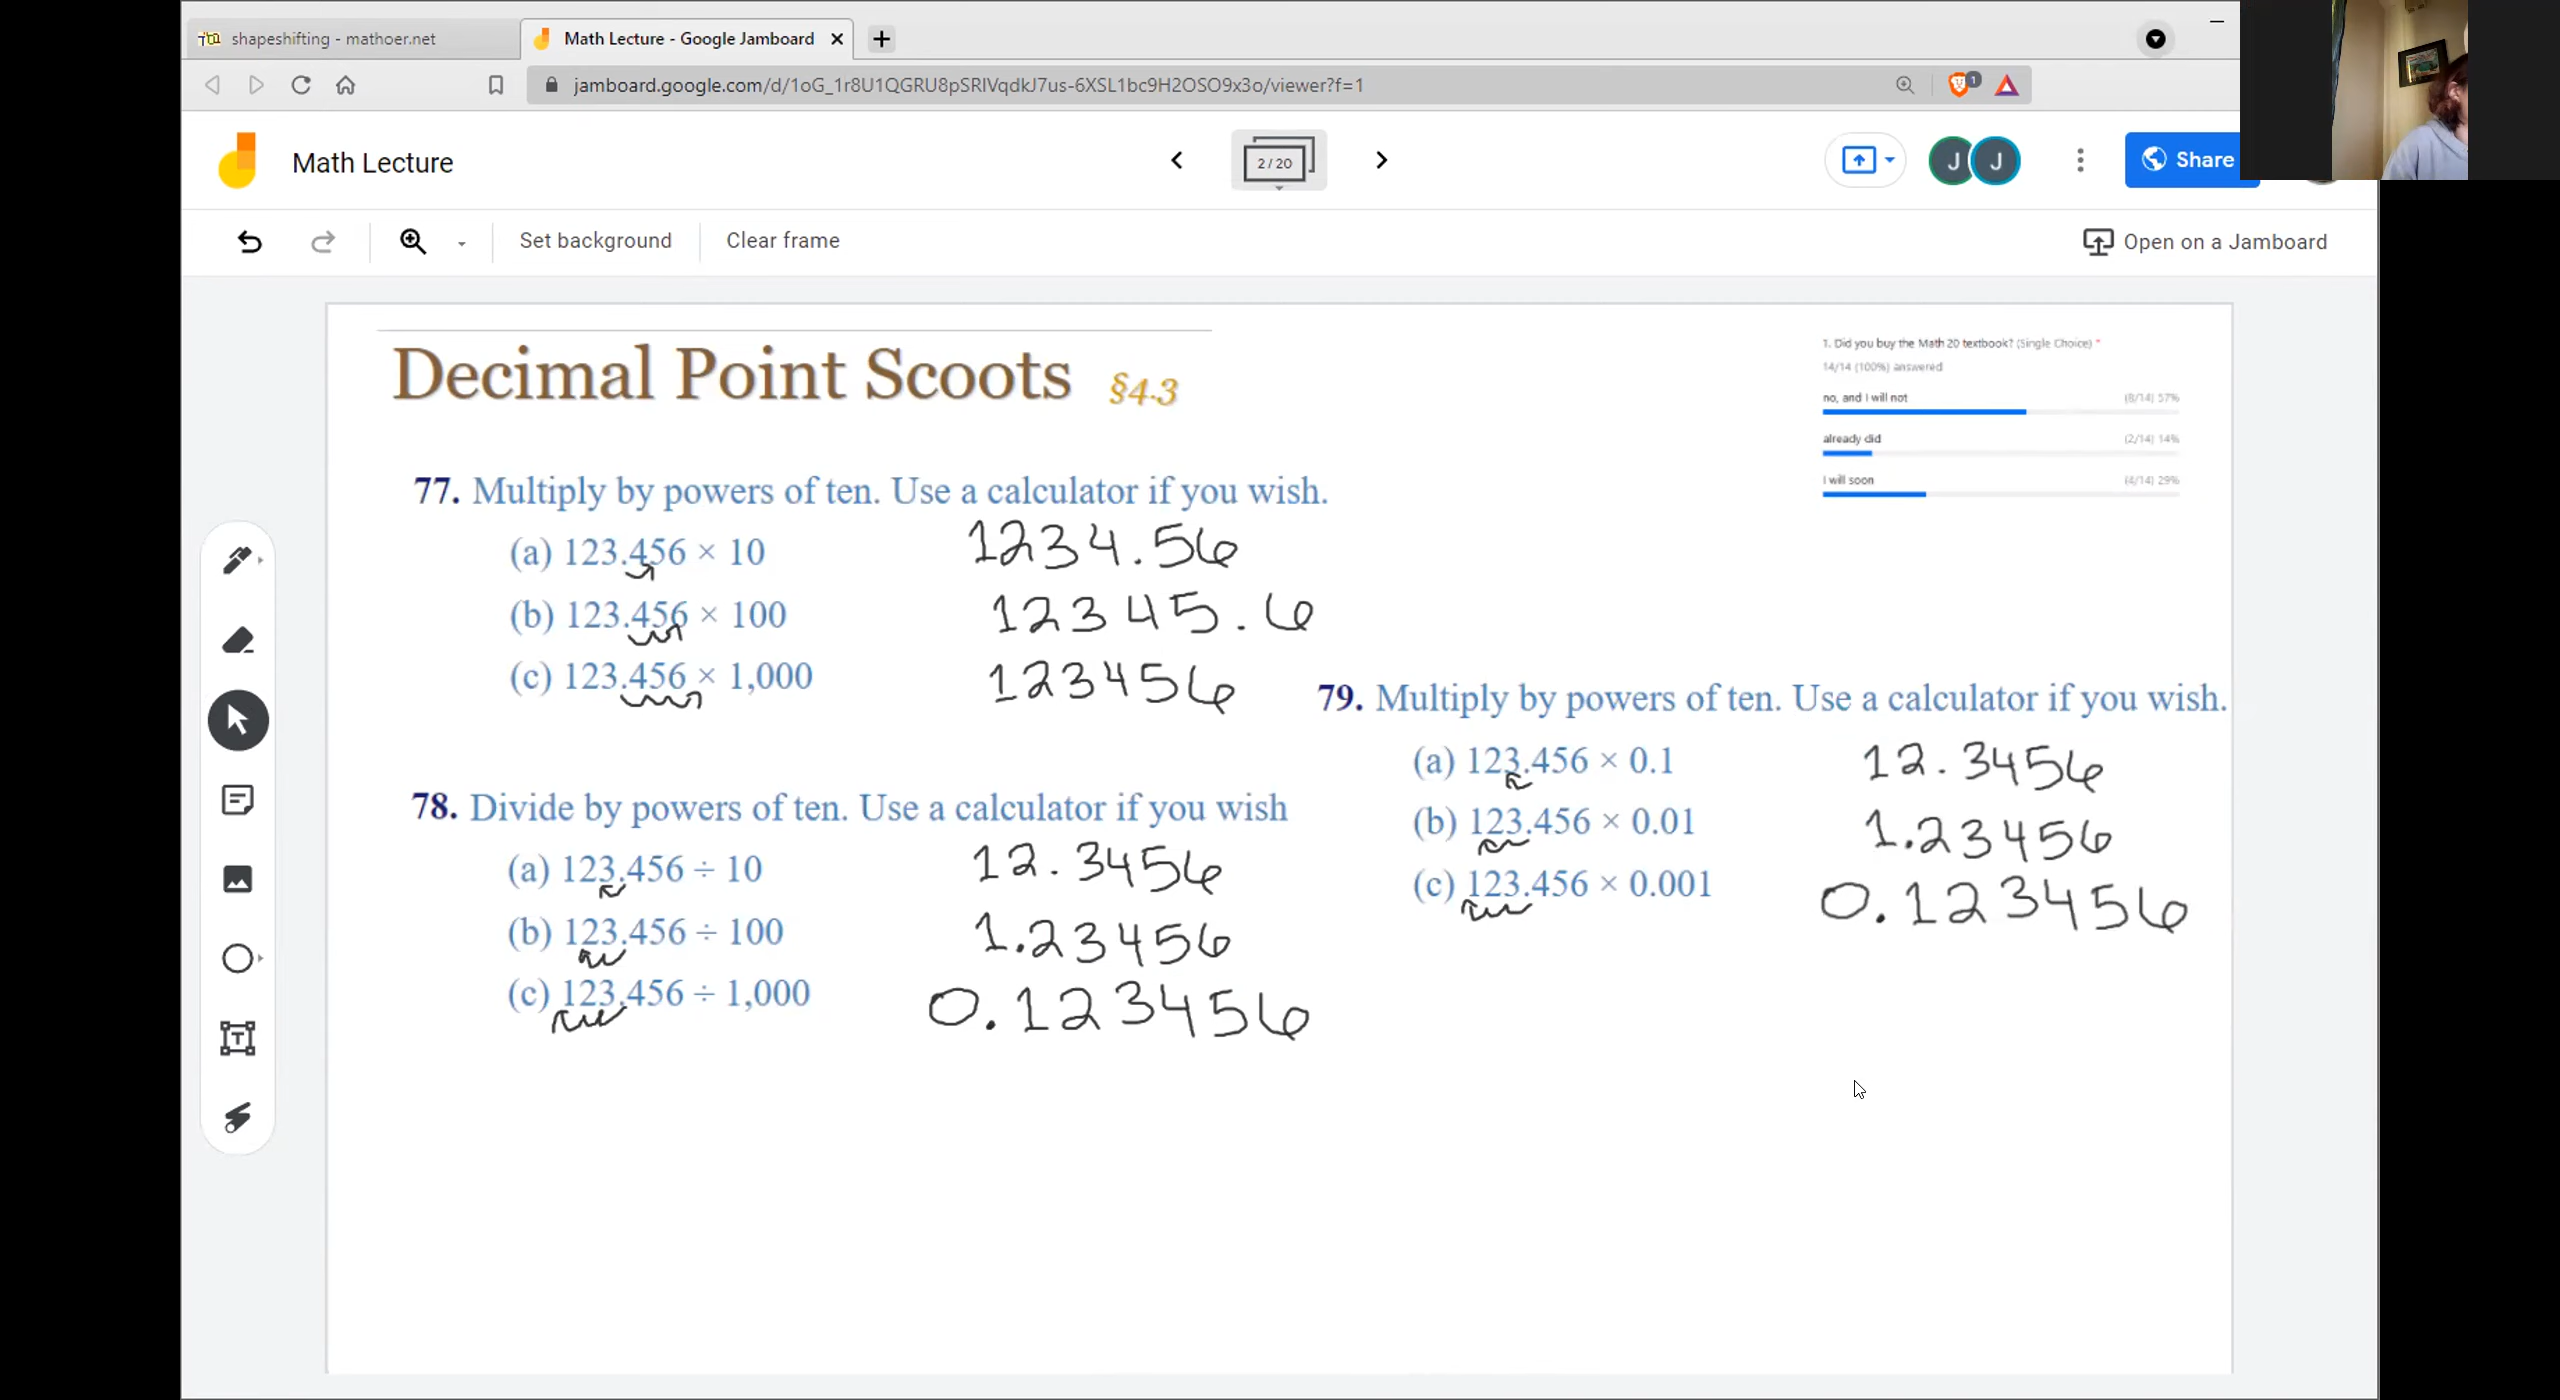 shapeshifting - mathoer.net
Math Lecture - Google Jamboard
jamboard.google.com/d/1oG_1r8U1QGRU8pSRlVqdkJ7us-6XSL1bc9H2OSO9x3o/viewer?f=1
1
Math Lecture
2 / 20
J J
Share
Set background
Clear frame
Open on a Jamboard
Decimal Point Scoots §4.3
1. Did you buy the Math 20 textbook? (Single Choice) *
14/14 (100%) answered
no, and I will not (8/14) 57%
already did (2/14) 14%
I will soon (4/14) 29%
77. Multiply by powers of ten. Use a calculator if you wish.
(a) 123.456 × 10 1234.56
(b) 123.456 × 100 12345.6
(c) 123.456 × 1,000 123456
78. Divide by powers of ten. Use a calculator if you wish
(a) 123.456 ÷ 10 12.3456
(b) 123.456 ÷ 100 1.23456
(c) 123.456 ÷ 1,000 0.123456
79. Multiply by powers of ten. Use a calculator if you wish.
(a) 123.456 × 0.1 12.3456
(b) 123.456 × 0.01 1.23456
(c) 123.456 × 0.001 0.123456